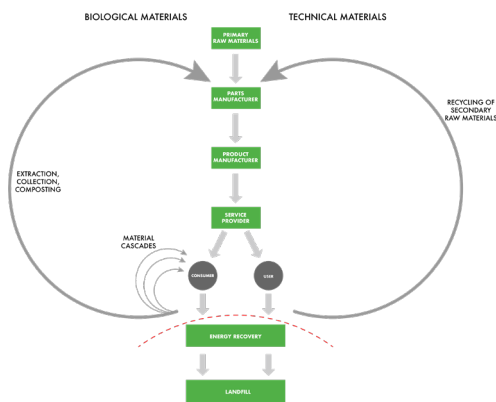 BIOLOGICAL MATERIALS
TECHNICAL MATERIALS
PRIMARY
RAW MATERIALS
PARTS
MANUFACTURER
RECYCLING OF
SECONDARY
RAW MATERIALS
PRODUCT
MANUFACTURER
EXTRACTION,
COLLECTION,
COMPOSTING
SERVICE
PROVIDER
MATERIAL
CASCADES
CONSUMER
USER
ENERGY RECOVERY
LANDFILL